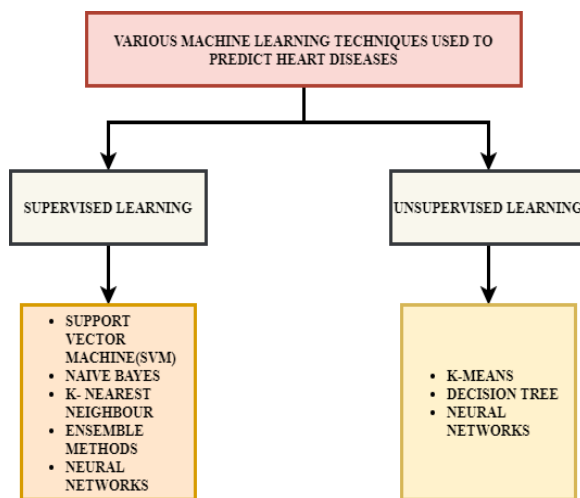 VARIOUS MACHINE LEARNING TECHNIQUES USED TO
PREDICT HEART DISEASES
SUPERVISED LEARNING
UNSUPERVISED LEARNING
• SUPPORT
VECTOR
MACHINE(SVM)
• NAIVE BAYES
• K- NEAREST
NEIGHBOUR
• ENSEMBLE
METHODS
• NEURAL
NETWORKS
• K-MEANS
• DECISION TREE
• NEURAL
NETWORKS